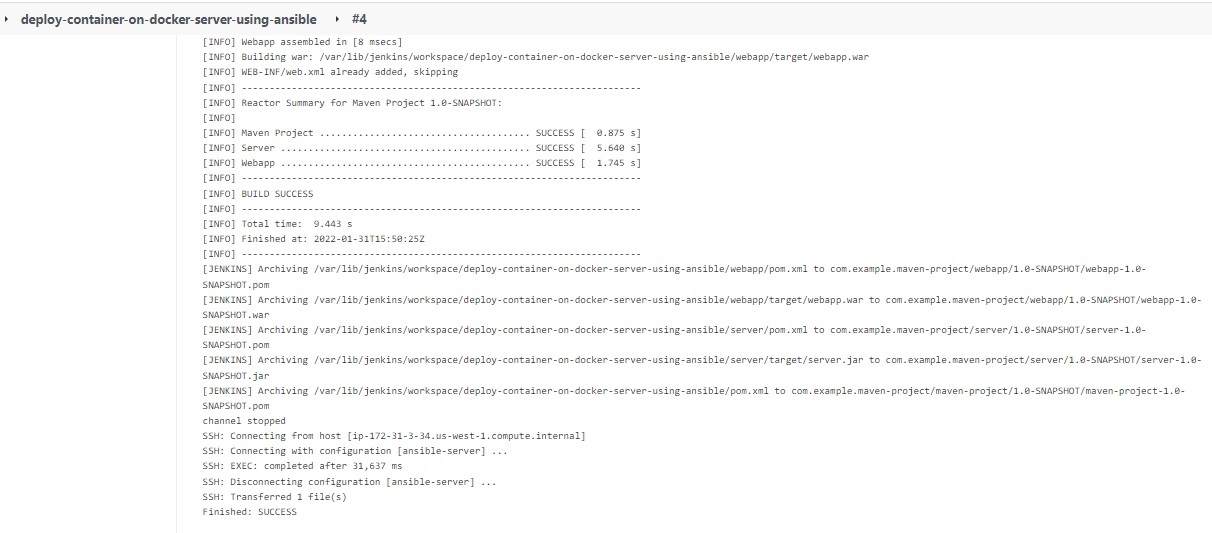 deploy-container-on-docker-server-using-ansible #4
[INFO] Webapp assembled in [8 msecs]
[INFO] Building war: /var/lib/jenkins/workspace/deploy-container-on-docker-server-using-ansible/webapp/target/webapp.war
[INFO] WEB-INF/web.xml already added, skipping
[INFO] ------------------------------------------------------------------------
[INFO] Reactor Summary for Maven Project 1.0-SNAPSHOT:
[INFO]
[INFO] Maven Project ...................................... SUCCESS [  0.875 s]
[INFO] Server ............................................. SUCCESS [  5.640 s]
[INFO] Webapp ............................................. SUCCESS [  1.745 s]
[INFO] ------------------------------------------------------------------------
[INFO] BUILD SUCCESS
[INFO] ------------------------------------------------------------------------
[INFO] Total time:  9.443 s
[INFO] Finished at: 2022-01-31T15:50:25Z
[INFO] ------------------------------------------------------------------------
[JENKINS] Archiving /var/lib/jenkins/workspace/deploy-container-on-docker-server-using-ansible/webapp/pom.xml to com.example.maven-project/webapp/1.0-SNAPSHOT/webapp-1.0-
SNAPSHOT.pom
[JENKINS] Archiving /var/lib/jenkins/workspace/deploy-container-on-docker-server-using-ansible/webapp/target/webapp.war to com.example.maven-project/webapp/1.0-SNAPSHOT/webapp-1.0-
SNAPSHOT.war
[JENKINS] Archiving /var/lib/jenkins/workspace/deploy-container-on-docker-server-using-ansible/server/pom.xml to com.example.maven-project/server/1.0-SNAPSHOT/server-1.0-
SNAPSHOT.pom
[JENKINS] Archiving /var/lib/jenkins/workspace/deploy-container-on-docker-server-using-ansible/server/target/server.jar to com.example.maven-project/server/1.0-SNAPSHOT/server-1.0-
SNAPSHOT.jar
[JENKINS] Archiving /var/lib/jenkins/workspace/deploy-container-on-docker-server-using-ansible/pom.xml to com.example.maven-project/maven-project/1.0-SNAPSHOT/maven-project-1.0-
SNAPSHOT.pom
channel stopped
SSH: Connecting from host [ip-172-31-3-34.us-west-1.compute.internal]
SSH: Connecting with configuration [ansible-server] ...
SSH: EXEC: completed after 31,637 ms
SSH: Disconnecting configuration [ansible-server] ...
SSH: Transferred 1 file(s)
Finished: SUCCESS